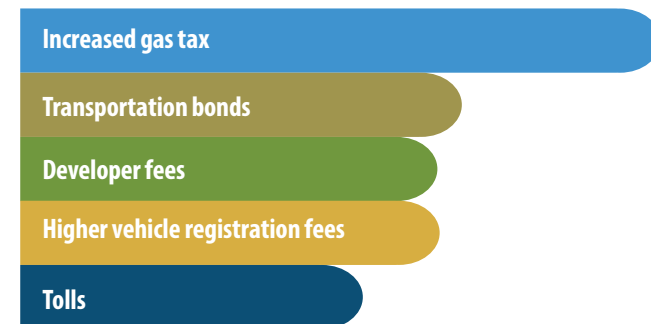 Increased gas tax
Transportation bonds
Developer fees
Higher vehicle registration fees
Tolls